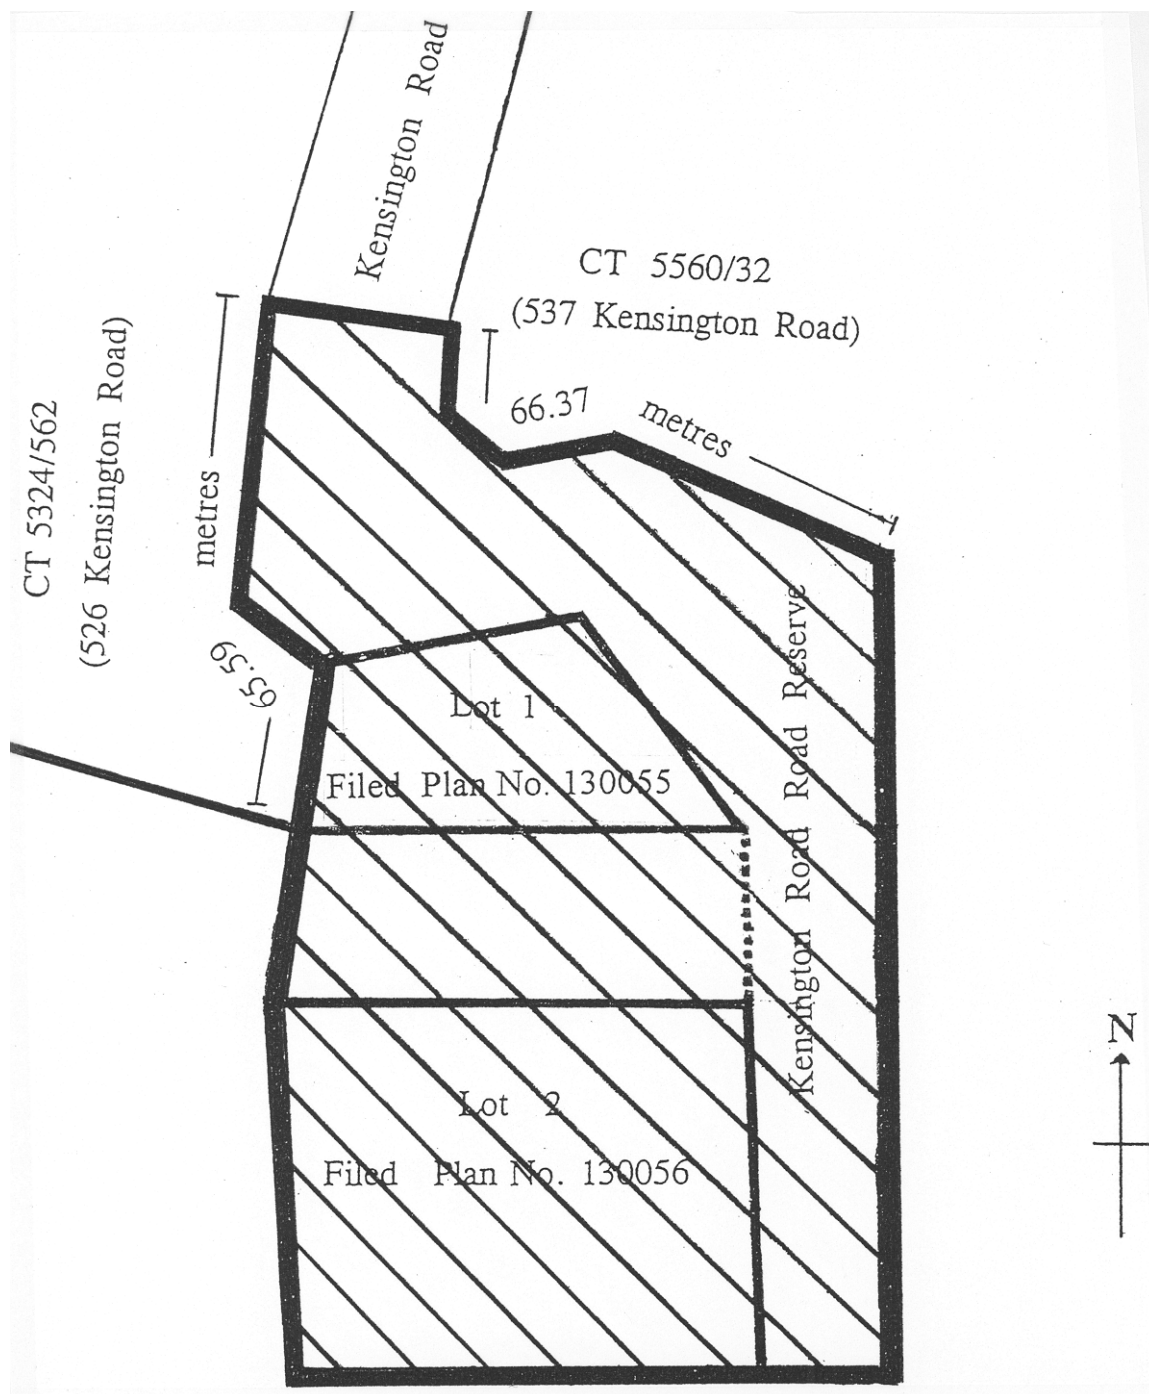 Kensington Road
CT 5560/32
(537 Kensington Road)
66.37 metres
CT 5324/562
(526 Kensington Road)
metres
65.59
Lot 1
Filed Plan No. 130055
Kensington Road Road Reserve
Lot 2
Filed Plan No. 130056
N